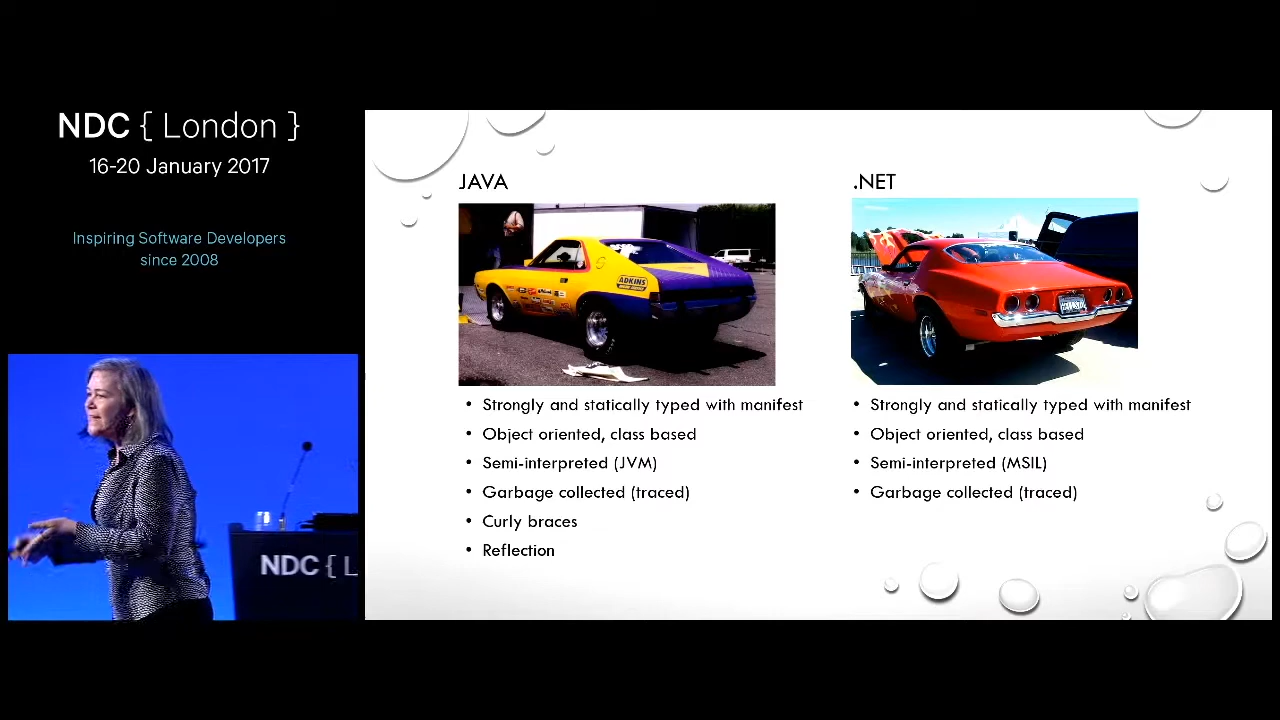 NDC { London }
16-20 January 2017
Inspiring Software Developers
since 2008
NDC { L
JAVA
ADKINS
• Strongly and statically typed with manifest
• Object oriented, class based
• Semi-interpreted (JVM)
• Garbage collected (traced)
• Curly braces
• Reflection
.NET
• Strongly and statically typed with manifest
• Object oriented, class based
• Semi-interpreted (MSIL)
• Garbage collected (traced)